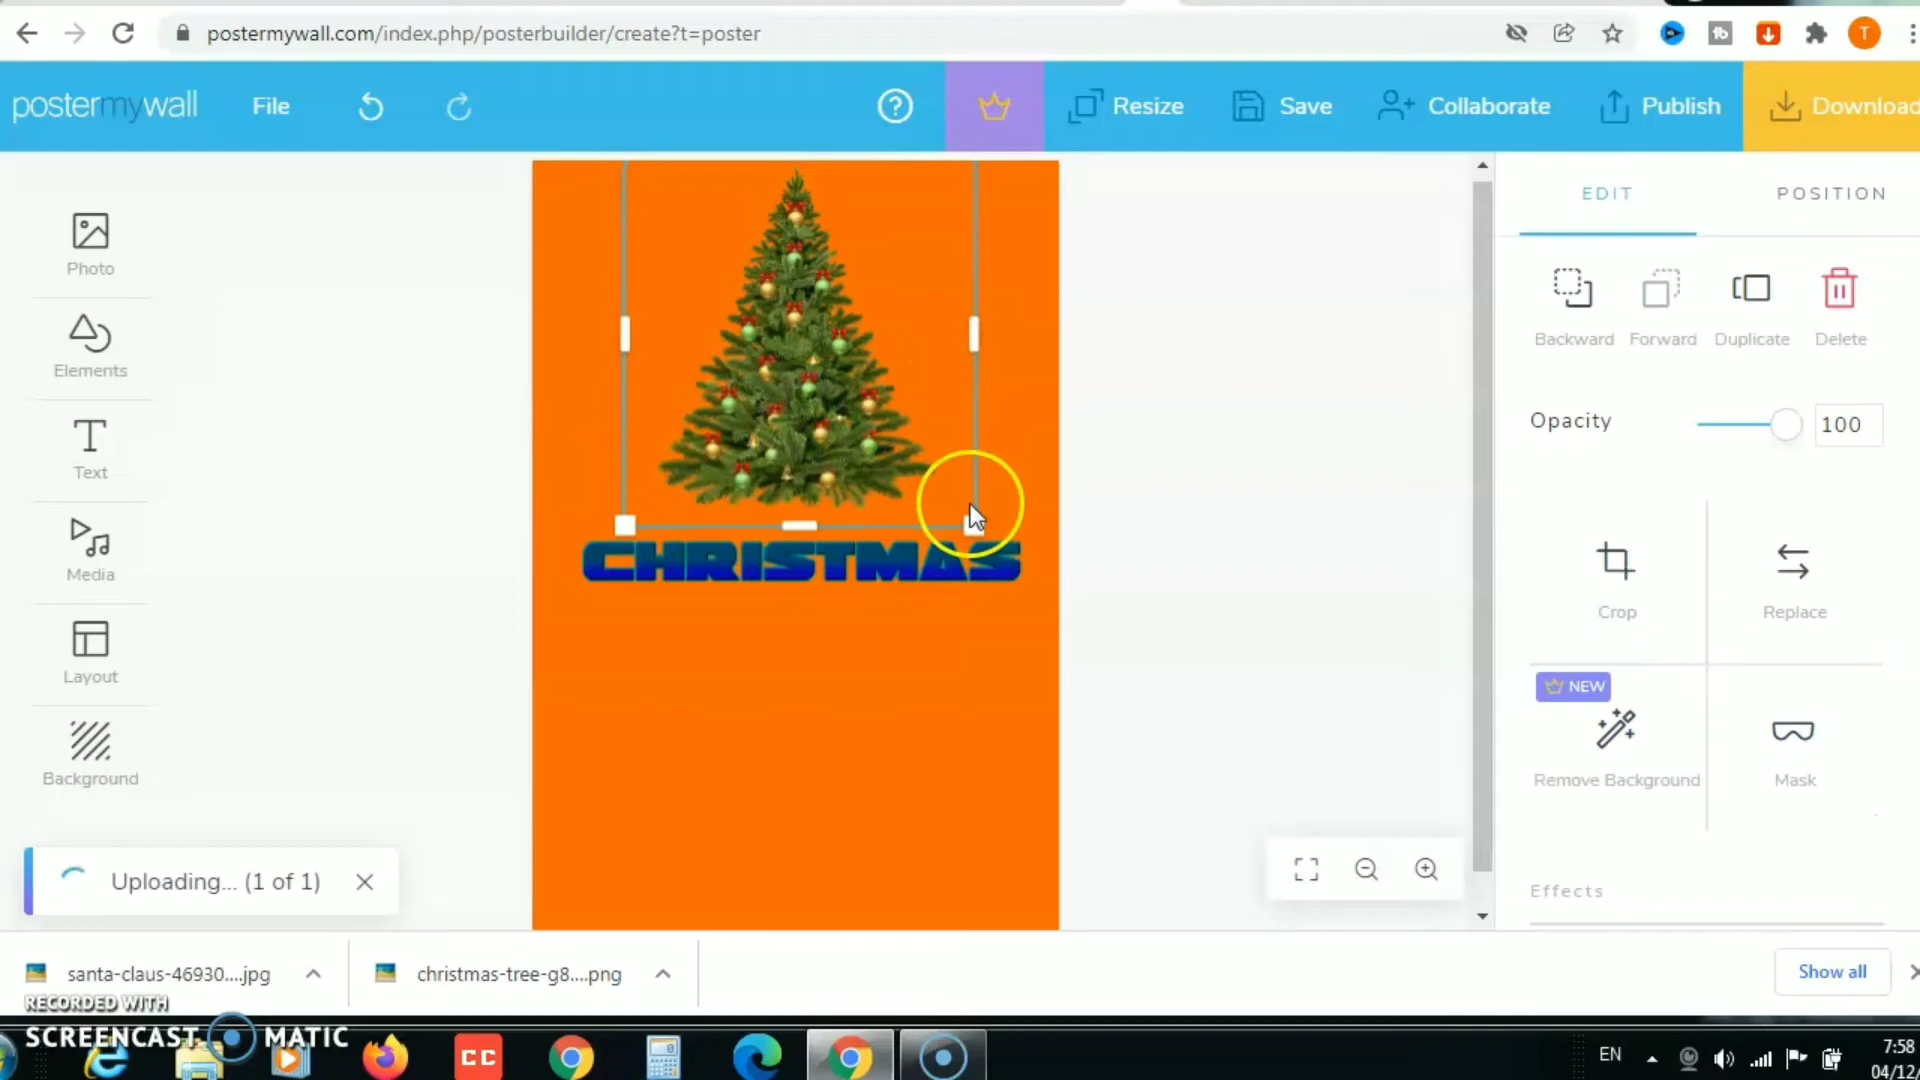 postermywall.com/index.php/posterbuilder/create?t=poster
T
postermywall
File
Resize
Save
Collaborate
Publish
Download
EDIT
POSITION
Photo
Elements
Text
Media
Layout
Background
Backward
Forward
Duplicate
Delete
Opacity
100
CHRISTMAS
Crop
Replace
NEW
Remove Background
Mask
Effects
Uploading... (1 of 1)
santa-claus-46930....jpg
christmas-tree-g8....png
Show all
RECORDED WITH
SCREENCAST MATIC
CC
EN
7:58
04/12/